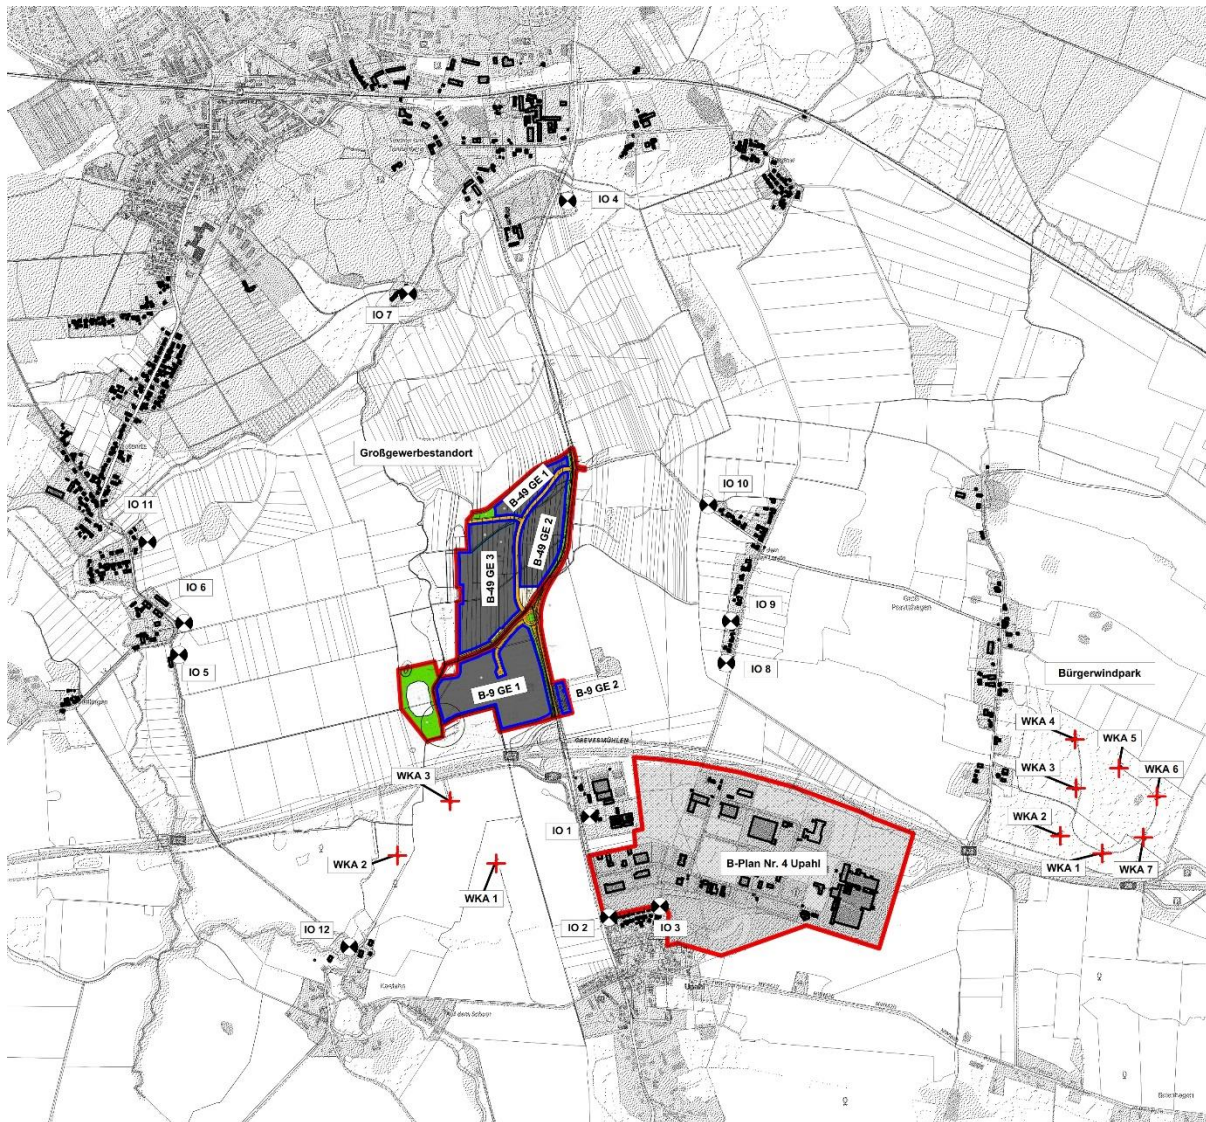 IO 4
IO 7
Großgewerbestandort
B-49 GE 1
IO 10
IO 11
B-49 GE 2
B-49 GE 3
IO 6
IO 9
IO 5
IO 8
B-9 GE 1
B-9 GE 2
Bürgerwindpark
WKA 4
WKA 5
GREVESMÜHLEN
WKA 3
WKA 3
WKA 6
IO 1
WKA 2
WKA 2
B-Plan Nr. 4 Upahl
WKA 1
WKA 7
WKA 1
IO 2
IO 3
IO 12
Upahl